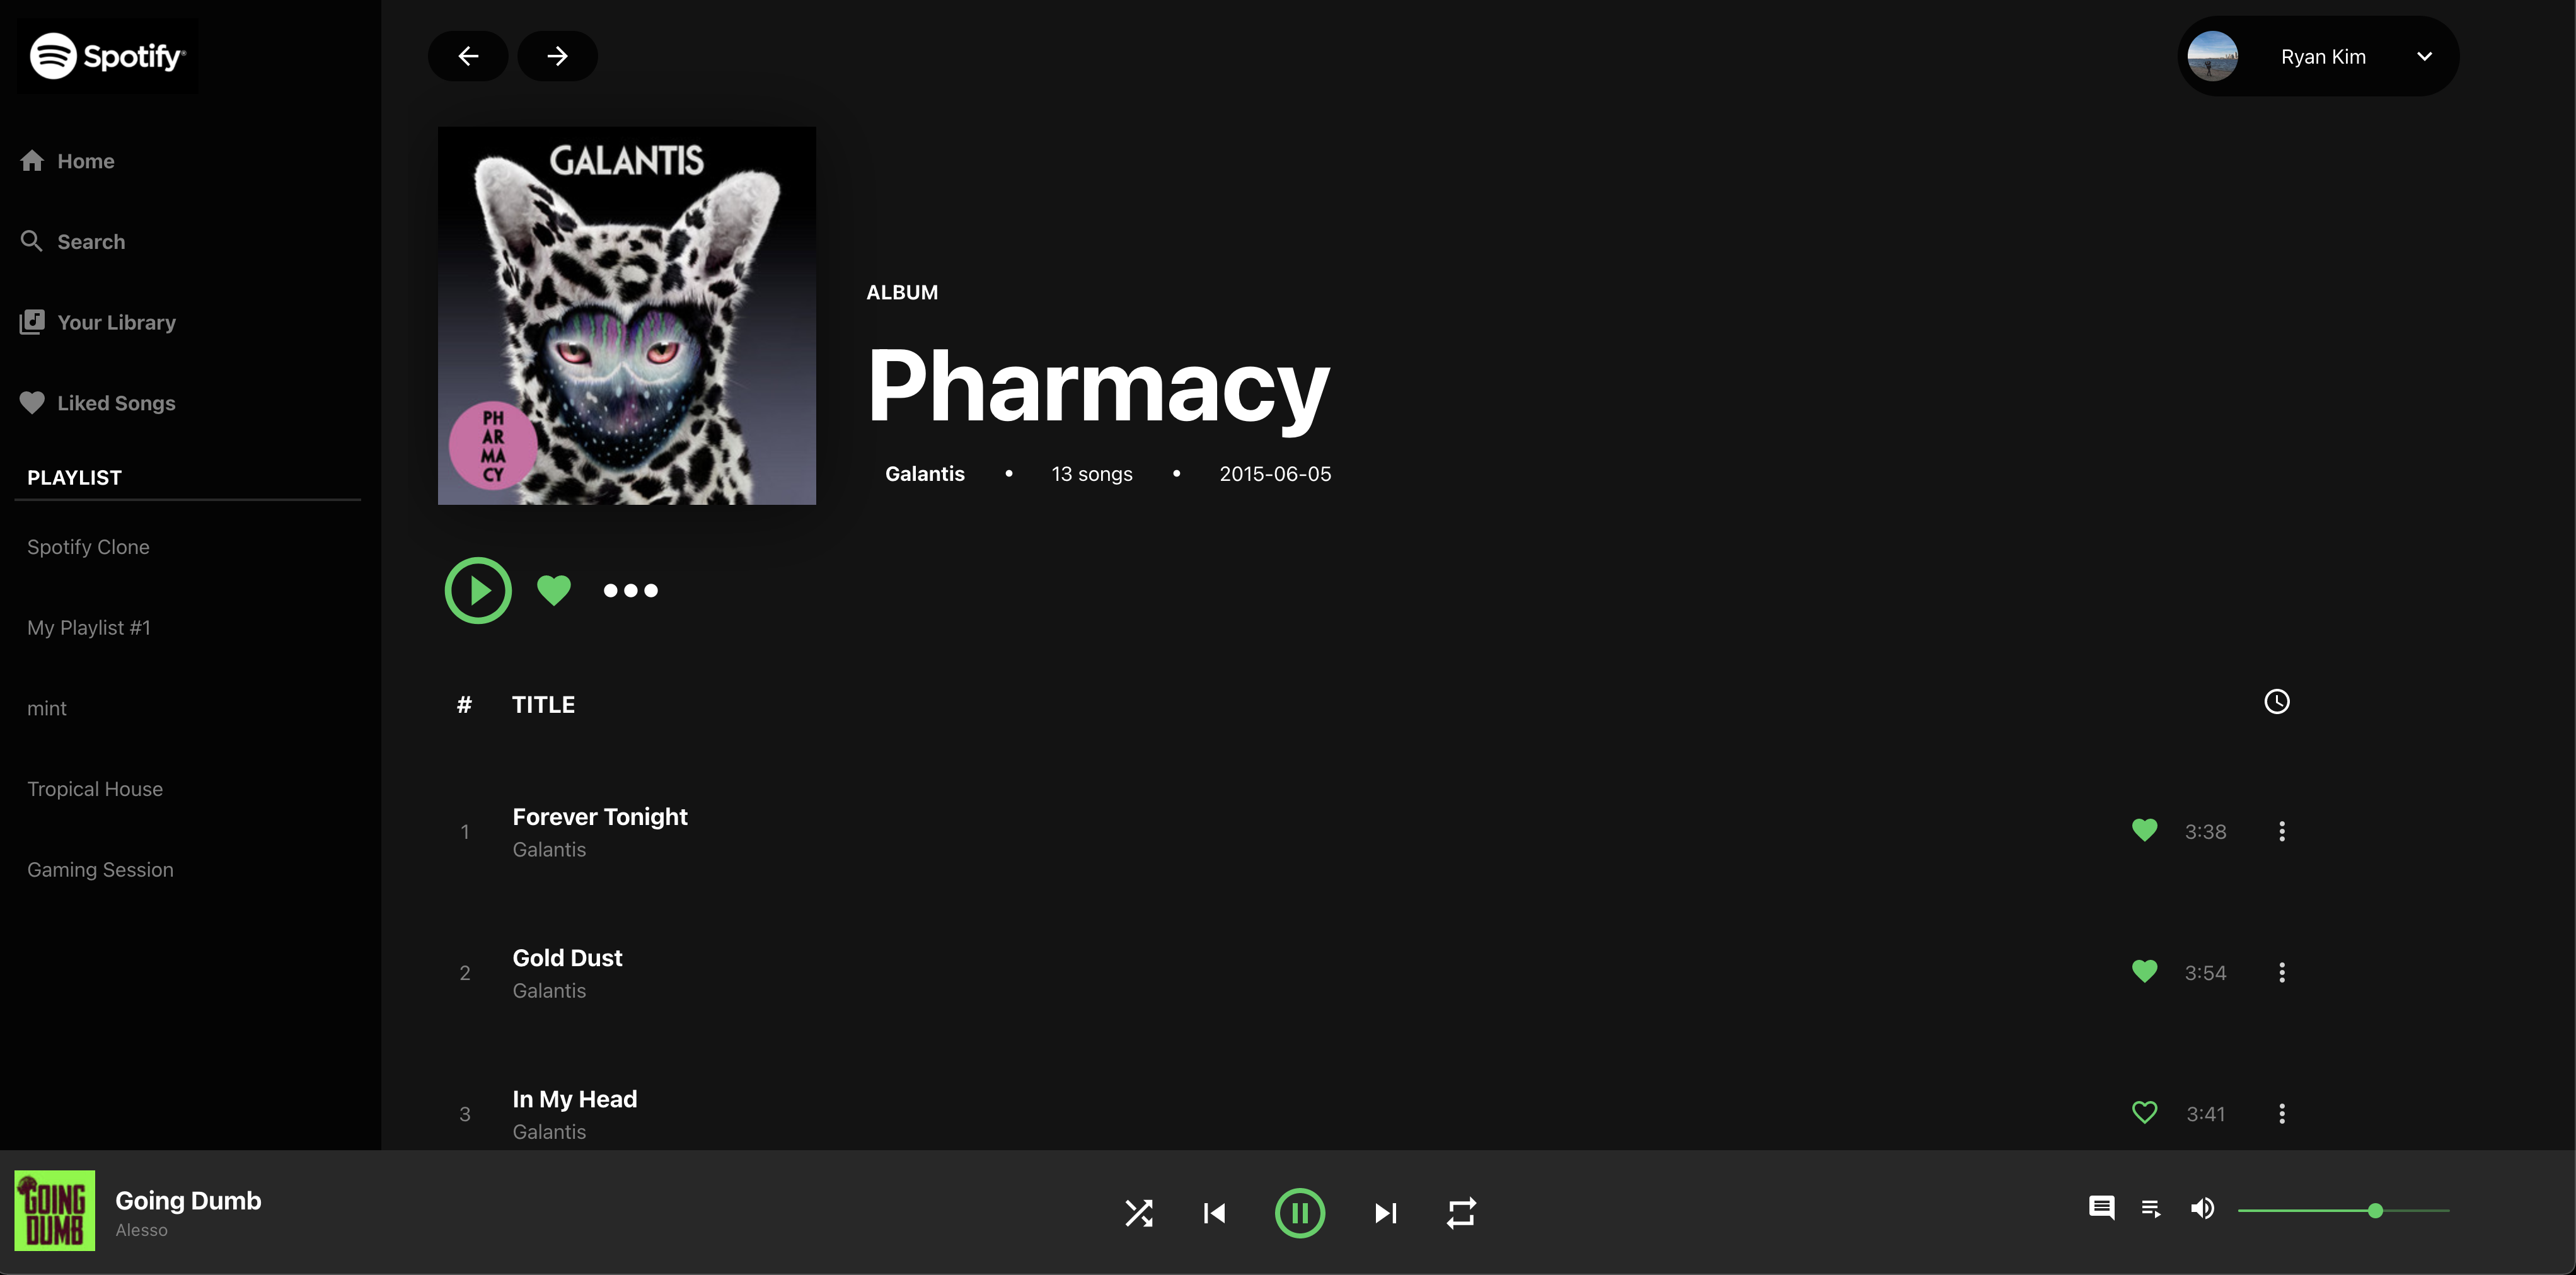 Spotify®
Home
Search
Your Library
Liked Songs
PLAYLIST
Spotify Clone
My Playlist #1
mint
Tropical House
Gaming Session
Ryan Kim
GALANTIS
PH
AR
MA
CY
ALBUM
Pharmacy
Galantis • 13 songs • 2015-06-05
# TITLE
1 Forever Tonight 3:38
Galantis
2 Gold Dust 3:54
Galantis
3 In My Head 3:41
Galantis
GOING
DUMB
Going Dumb
Alesso